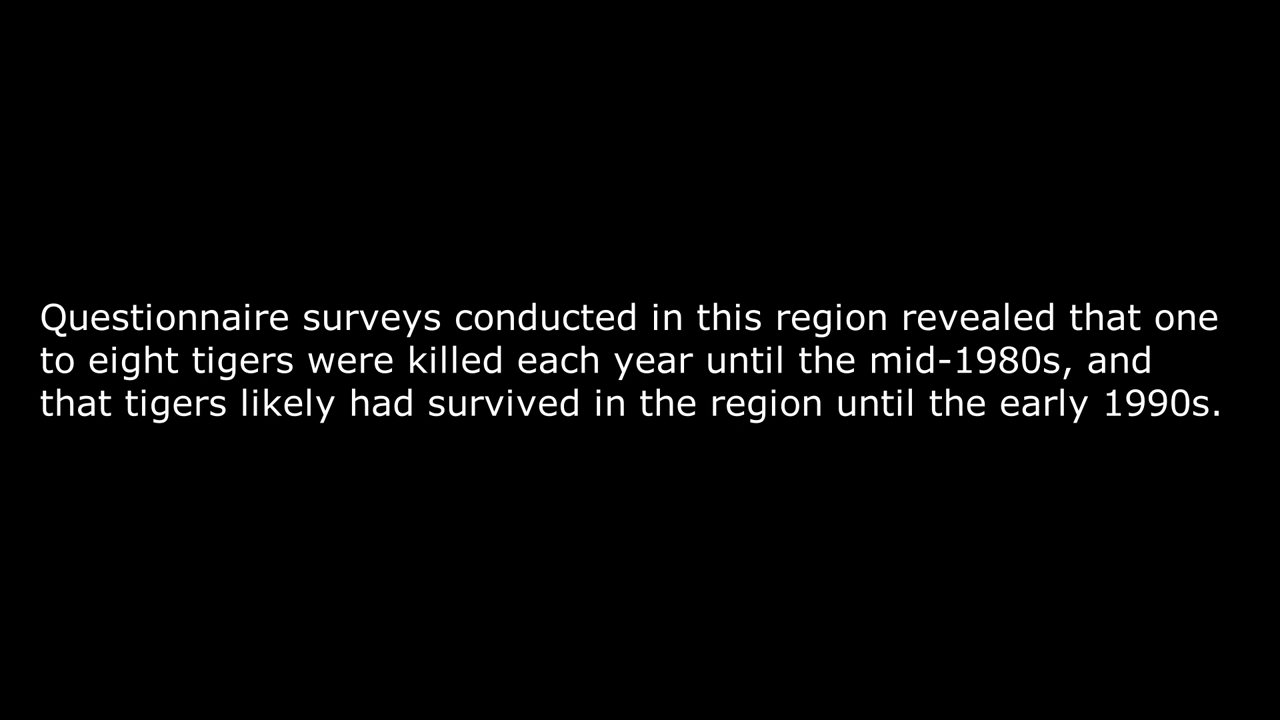 Questionnaire surveys conducted in this region revealed that one
to eight tigers were killed each year until the mid-1980s, and
that tigers likely had survived in the region until the early 1990s.